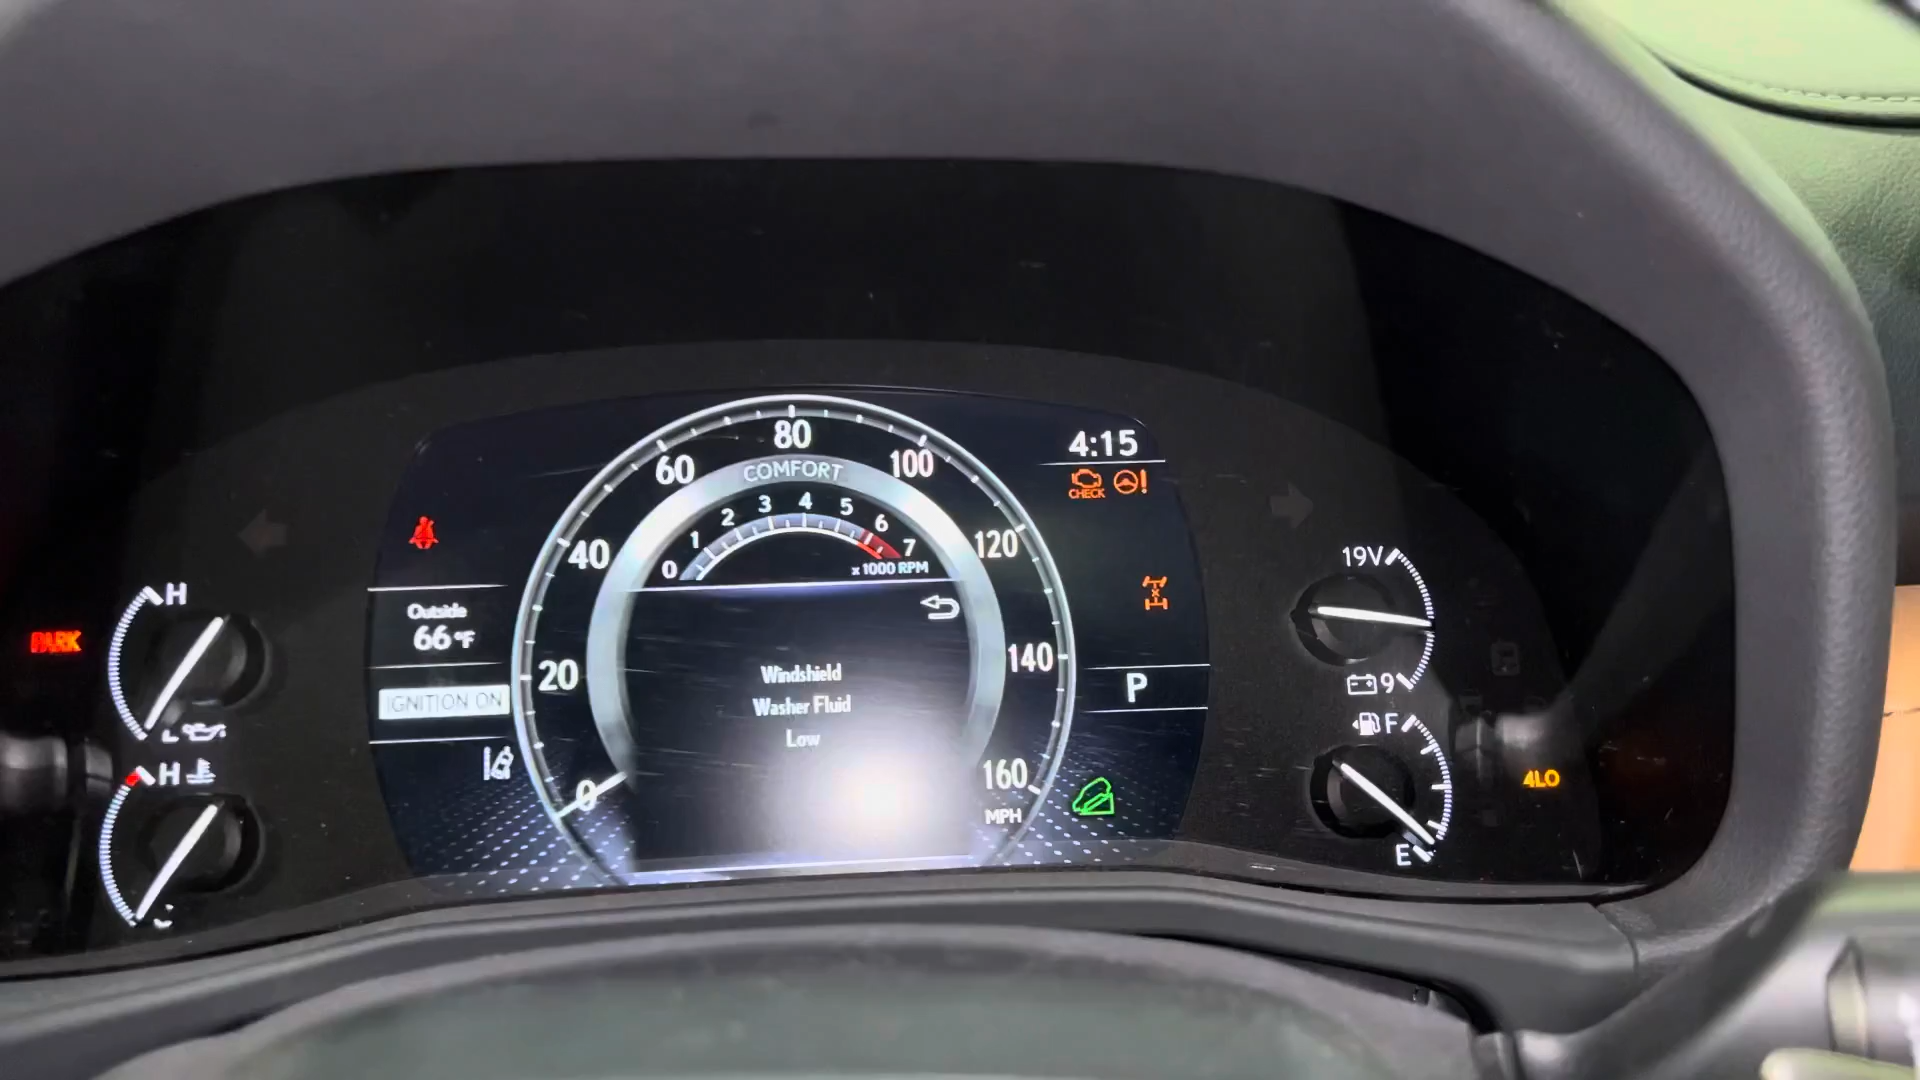 4:15
CHECK
80
60
100
COMFORT
40
120
0 1 2 3 4 5 6 7
x 1000 RPM
Outside
66°F
IGNITION ON
20
140
160
0
MPH
Windshield
Washer Fluid
Low
P
PARK
H
L
H
C
19V
9
F
E
4LO